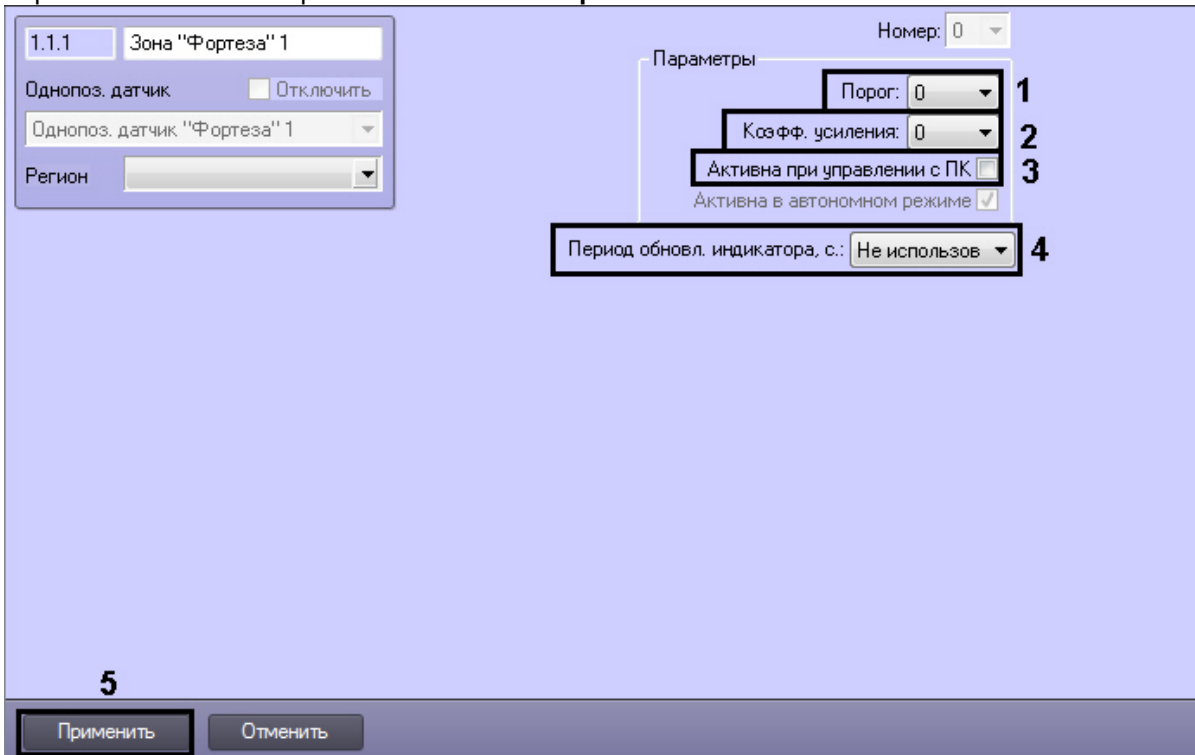 1.1.1 Зона "Фортеза" 1
Однопоз. датчик Отключить
Однопоз. датчик "Фортеза" 1
Регион
Номер: 0
Параметры
Порог: 0 1
Коэфф. усиления: 0 2
Активна при управлении с ПК 3
Активна в автономном режиме
Период обновл. индикатора, с.: Не использов 4
5
Применить Отменить